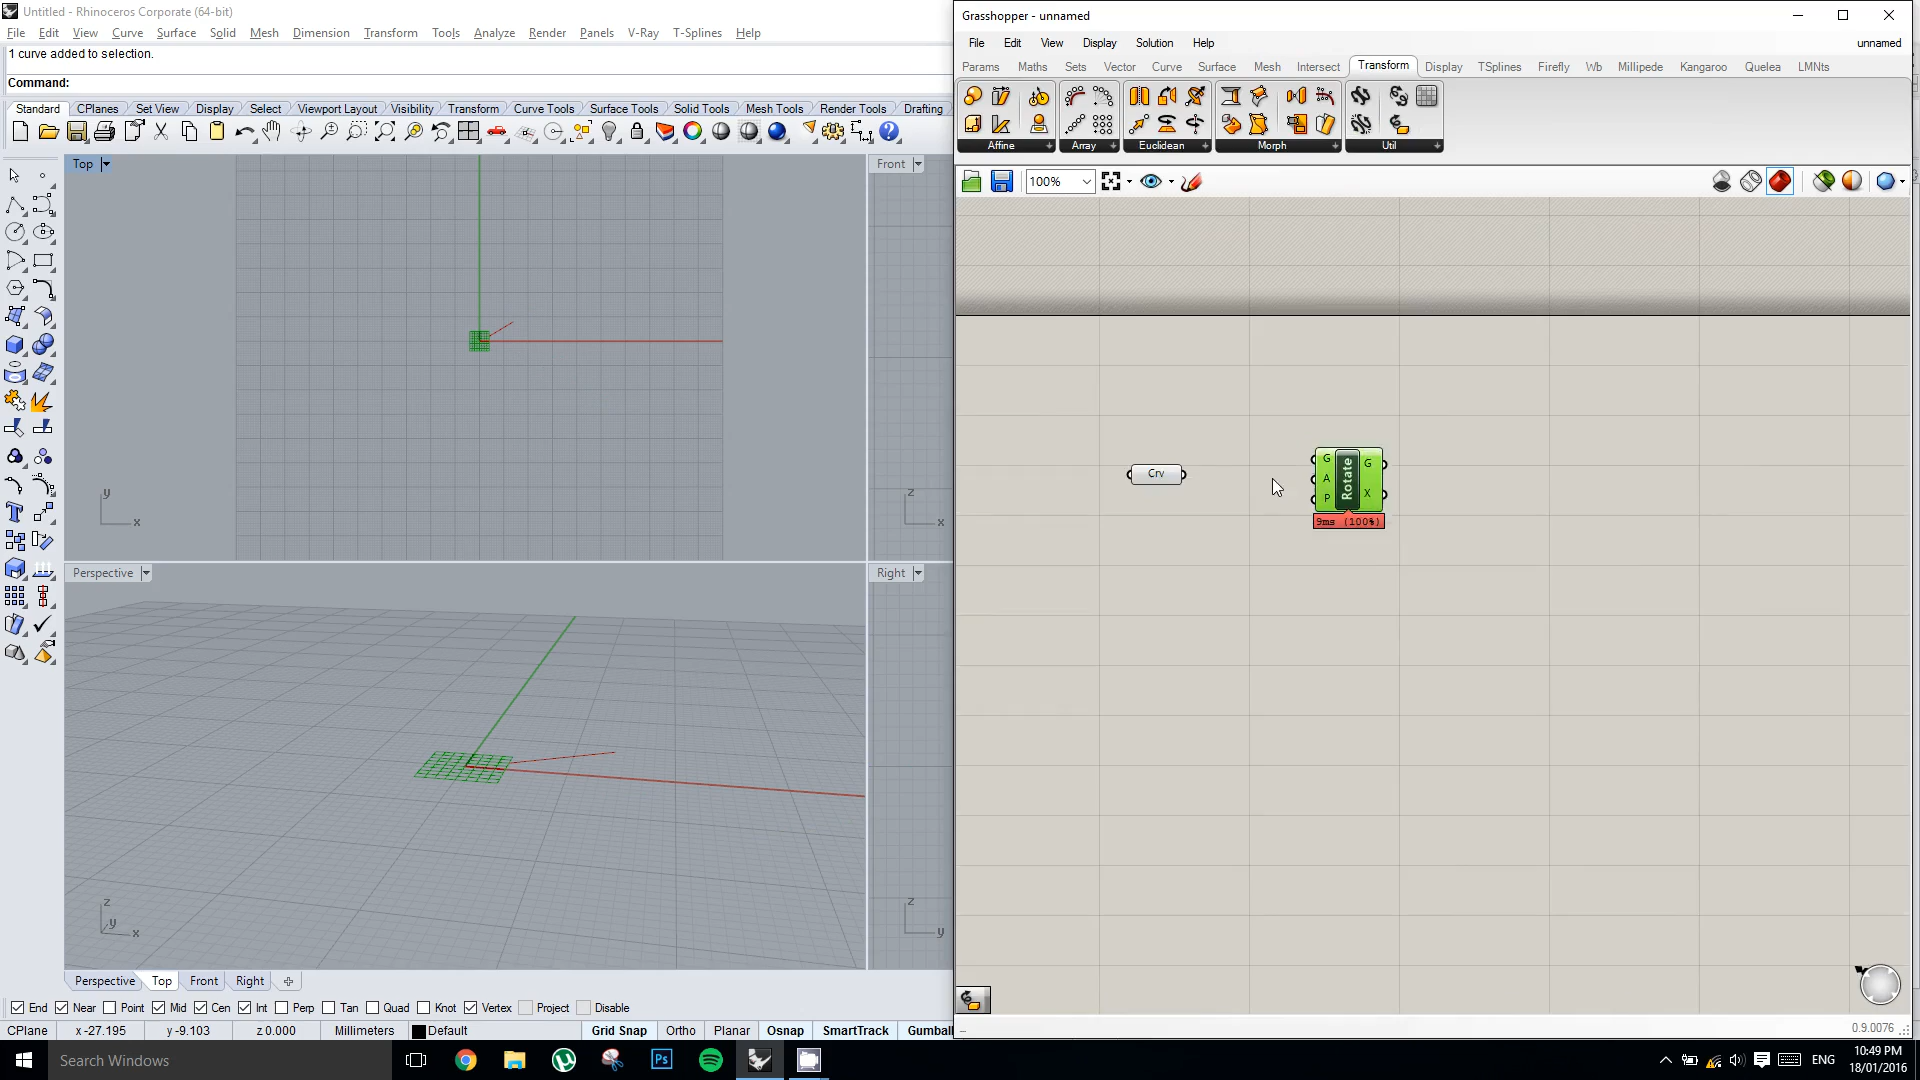 Untitled - Rhinoceros Corporate (64-bit)
File Edit View Curve Surface Solid Mesh Dimension Transform Tools Analyze Render Panels V-Ray T-Splines Help
1 curve added to selection.
Command:
Standard CPlanes Set View Display Select Viewport Layout Visibility Transform Curve Tools Surface Tools Solid Tools Mesh Tools Render Tools Drafting
Top
Front
y
x
z
x
Perspective
Right
z
y
x
z
y
Perspective Top Front Right
End Near Point Mid Cen Int Perp Tan Quad Knot Vertex Project Disable
CPlane x -27.195 y -9.103 z 0.000 Millimeters Default Grid Snap Ortho Planar Osnap SmartTrack Gumball
Grasshopper - unnamed
File Edit View Display Solution Help
unnamed
Params Maths Sets Vector Curve Surface Mesh Intersect Transform Display TSplines Firefly Wb Millipede Kangaroo Quelea LMNts
Affine Array Euclidean Morph Util
100%
Crv
G
A
P
Rotate
G
X
9ms (100%)
...
0.9.0076
Search Windows
Ps
ENG
10:49 PM
18/01/2016